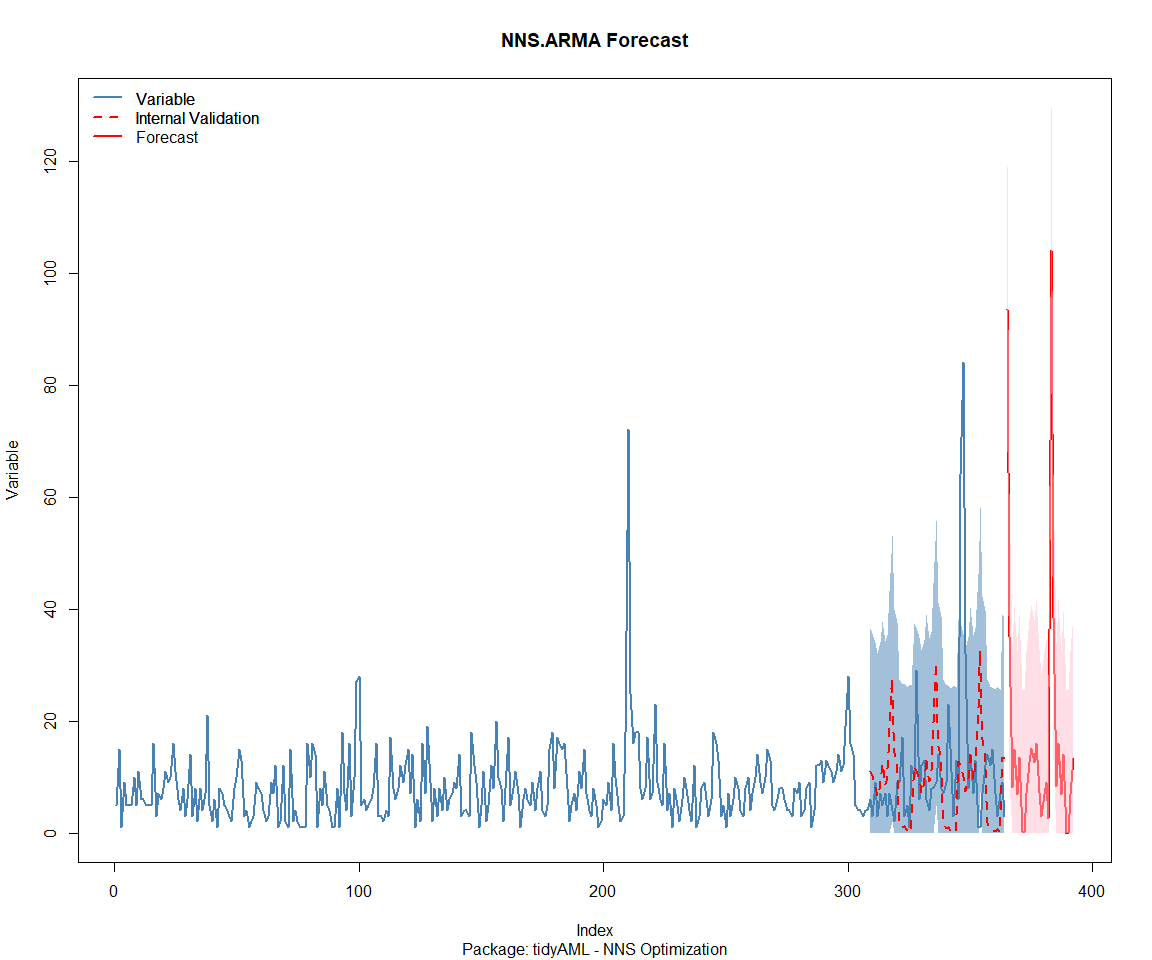 NNS.ARMA Forecast
Variable
Internal Validation
Forecast
Variable
120
100
80
60
40
20
0
0 100 200 300 400
Index
Package: tidyAML - NNS Optimization